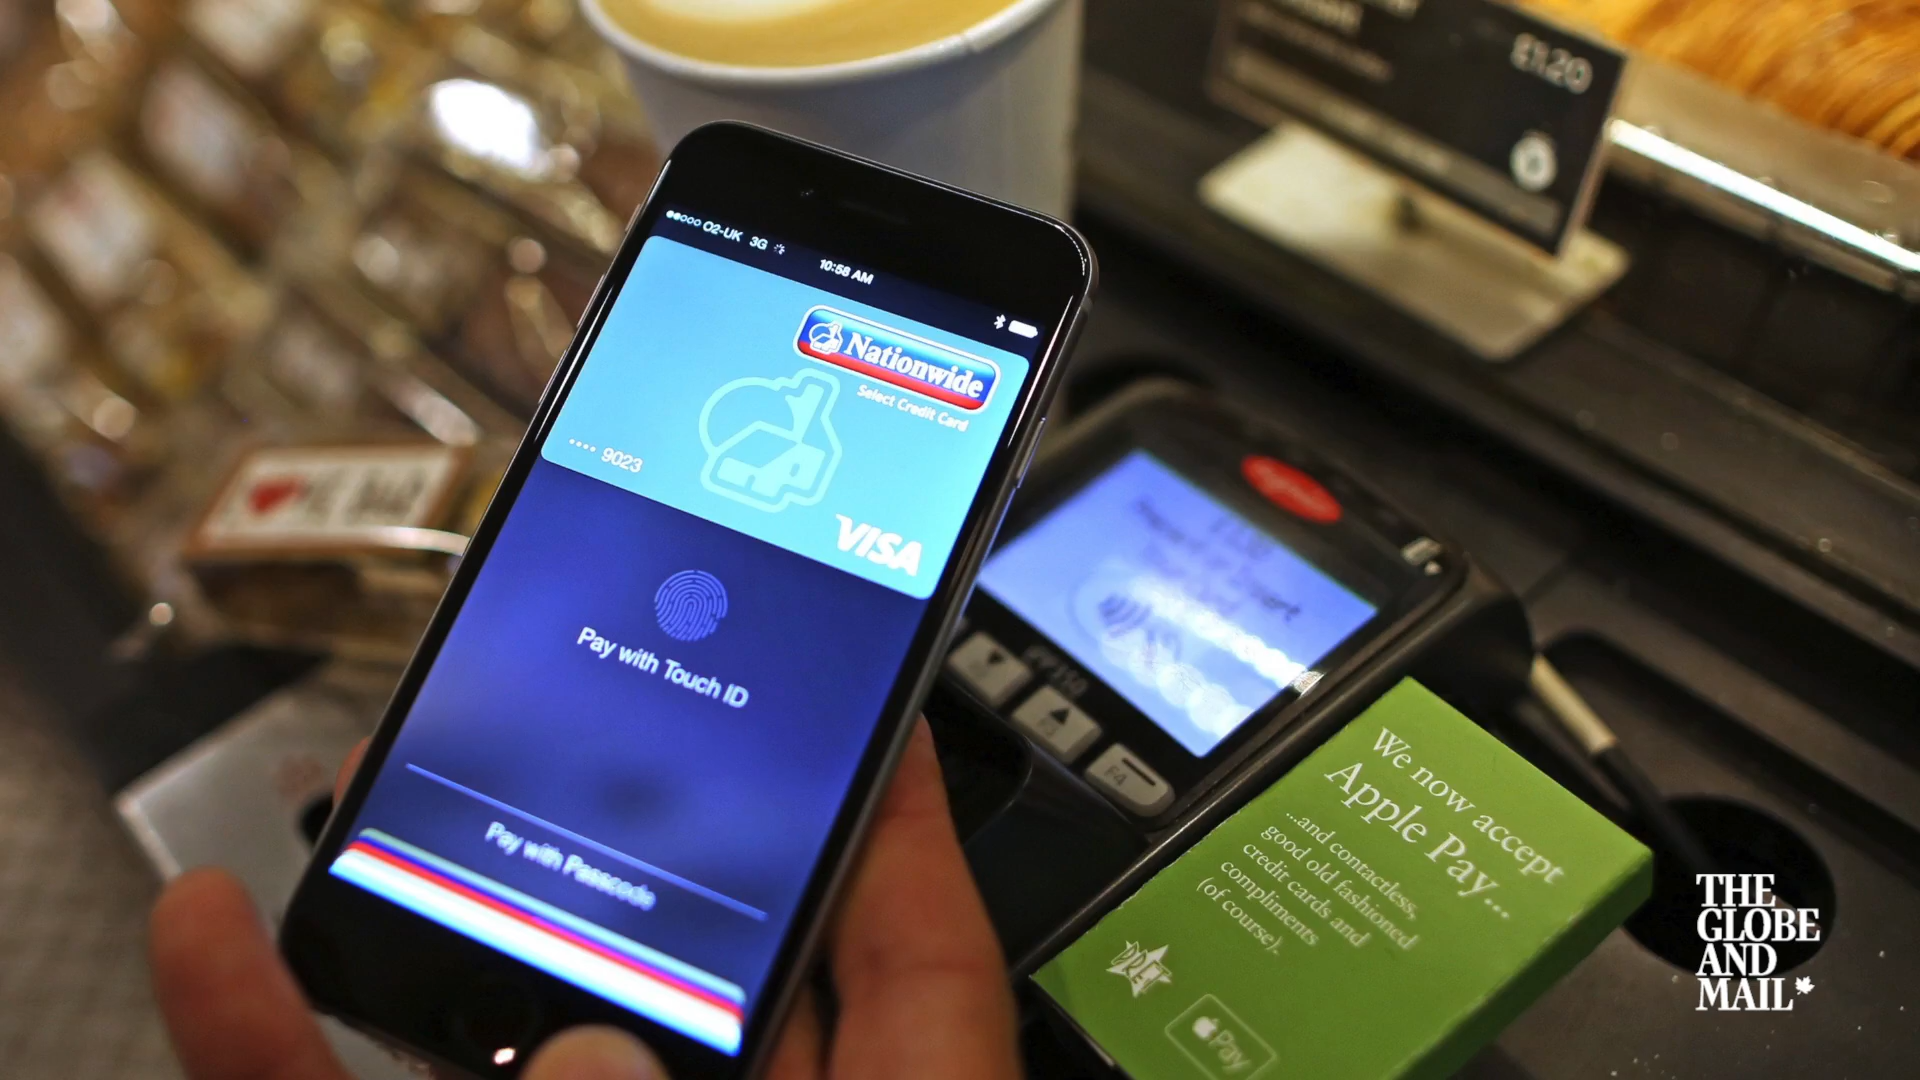 £1.20
●●○○○ O2-UK 3G
10:58 AM
Nationwide
Select Credit Card
•••• 9023
VISA
Pay with Touch ID
Pay with Passcode
F4
We now accept
Apple Pay...
...and contactless,
good old fashioned
credit cards and
compliments
(of course).
PRET
Pay
THE
GLOBE
AND
MAIL